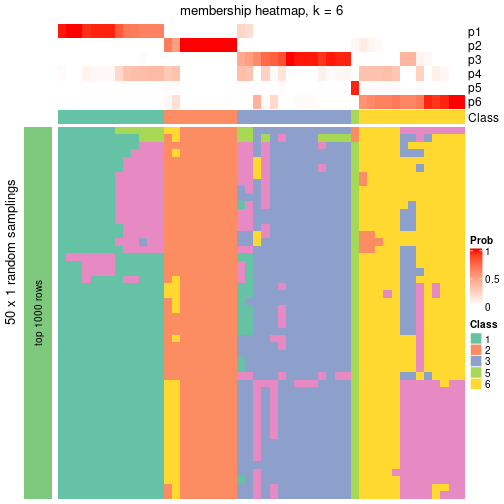 membership heatmap, k = 6
p1
p2
p3
p4
p5
p6
Class
50 x 1 random samplings
top 1000 rows
Prob
1
0.5
0
Class
1
2
3
5
6